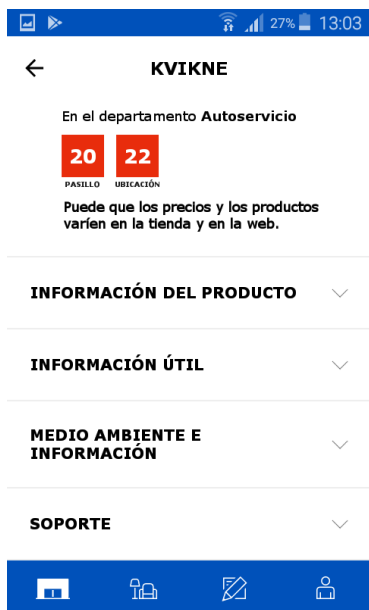 27% 13:03
KVIKNE
En el departamento Autoservicio
20 22
PASILLO UBICACIÓN
Puede que los precios y los productos
varíen en la tienda y en la web.
INFORMACIÓN DEL PRODUCTO
INFORMACIÓN ÚTIL
MEDIO AMBIENTE E
INFORMACIÓN
SOPORTE